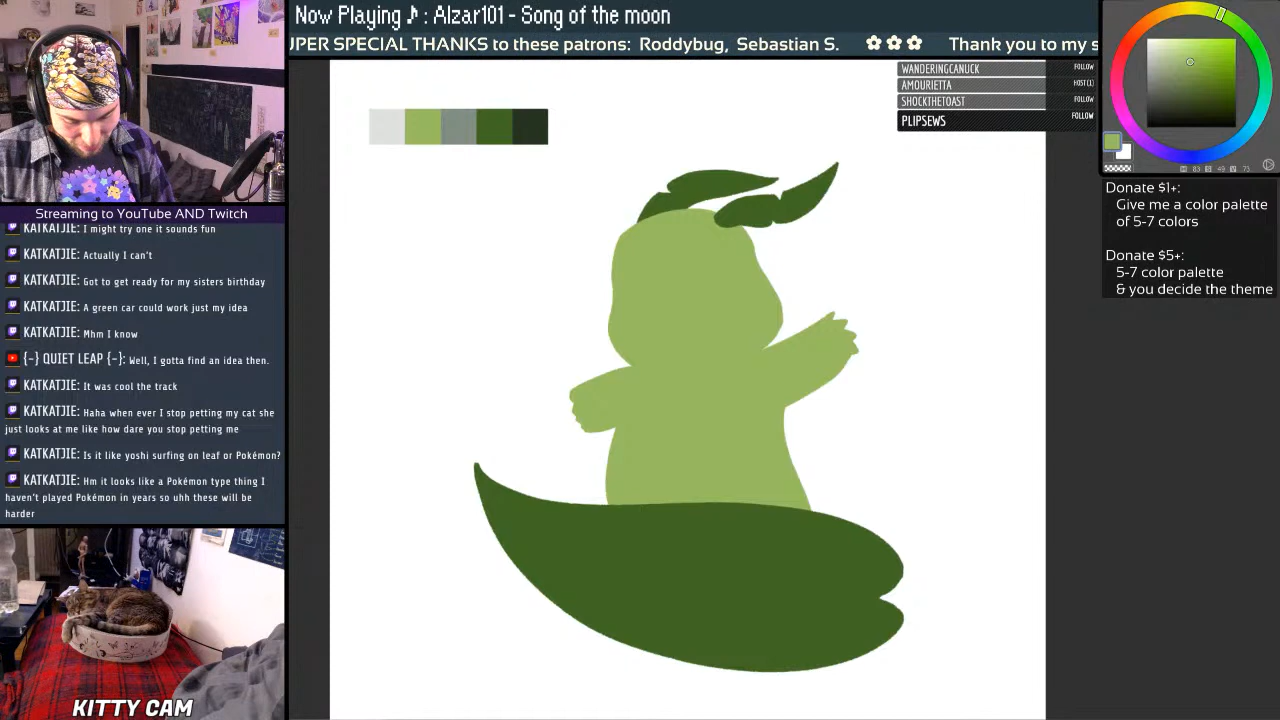 Now Playing ♪ : Alzar101 - Song of the moon
UPER SPECIAL THANKS to these patrons: Roddybug, Sebastian S. ✿ ✿ ✿ Thank you to my s
WANDERINGCANUCK FOLLOW
AMOURIETTA HOST(1)
SHOCKTHETOAST FOLLOW
PLIPSEWS FOLLOW
Donate $1+:
Give me a color palette
of 5-7 colors
Donate $5+:
5-7 color palette
& you decide the theme
Streaming to YouTube AND Twitch
KATKATJIE: I might try one it sounds fun
KATKATJIE: Actually I can't
KATKATJIE: Got to get ready for my sisters birthday
KATKATJIE: A green car could work just my idea
KATKATJIE: Mhm I know
{~} QUIET LEAP {~}: Well, I gotta find an idea then.
KATKATJIE: It was cool the track
KATKATJIE: Haha when ever I stop petting my cat she
just looks at me like how dare you stop petting me
KATKATJIE: Is it like yoshi surfing on leaf or Pokémon?
KATKATJIE: Hm it looks like a Pokémon type thing I
haven't played Pokémon in years so uhh these will be
harder
KITTY CAM